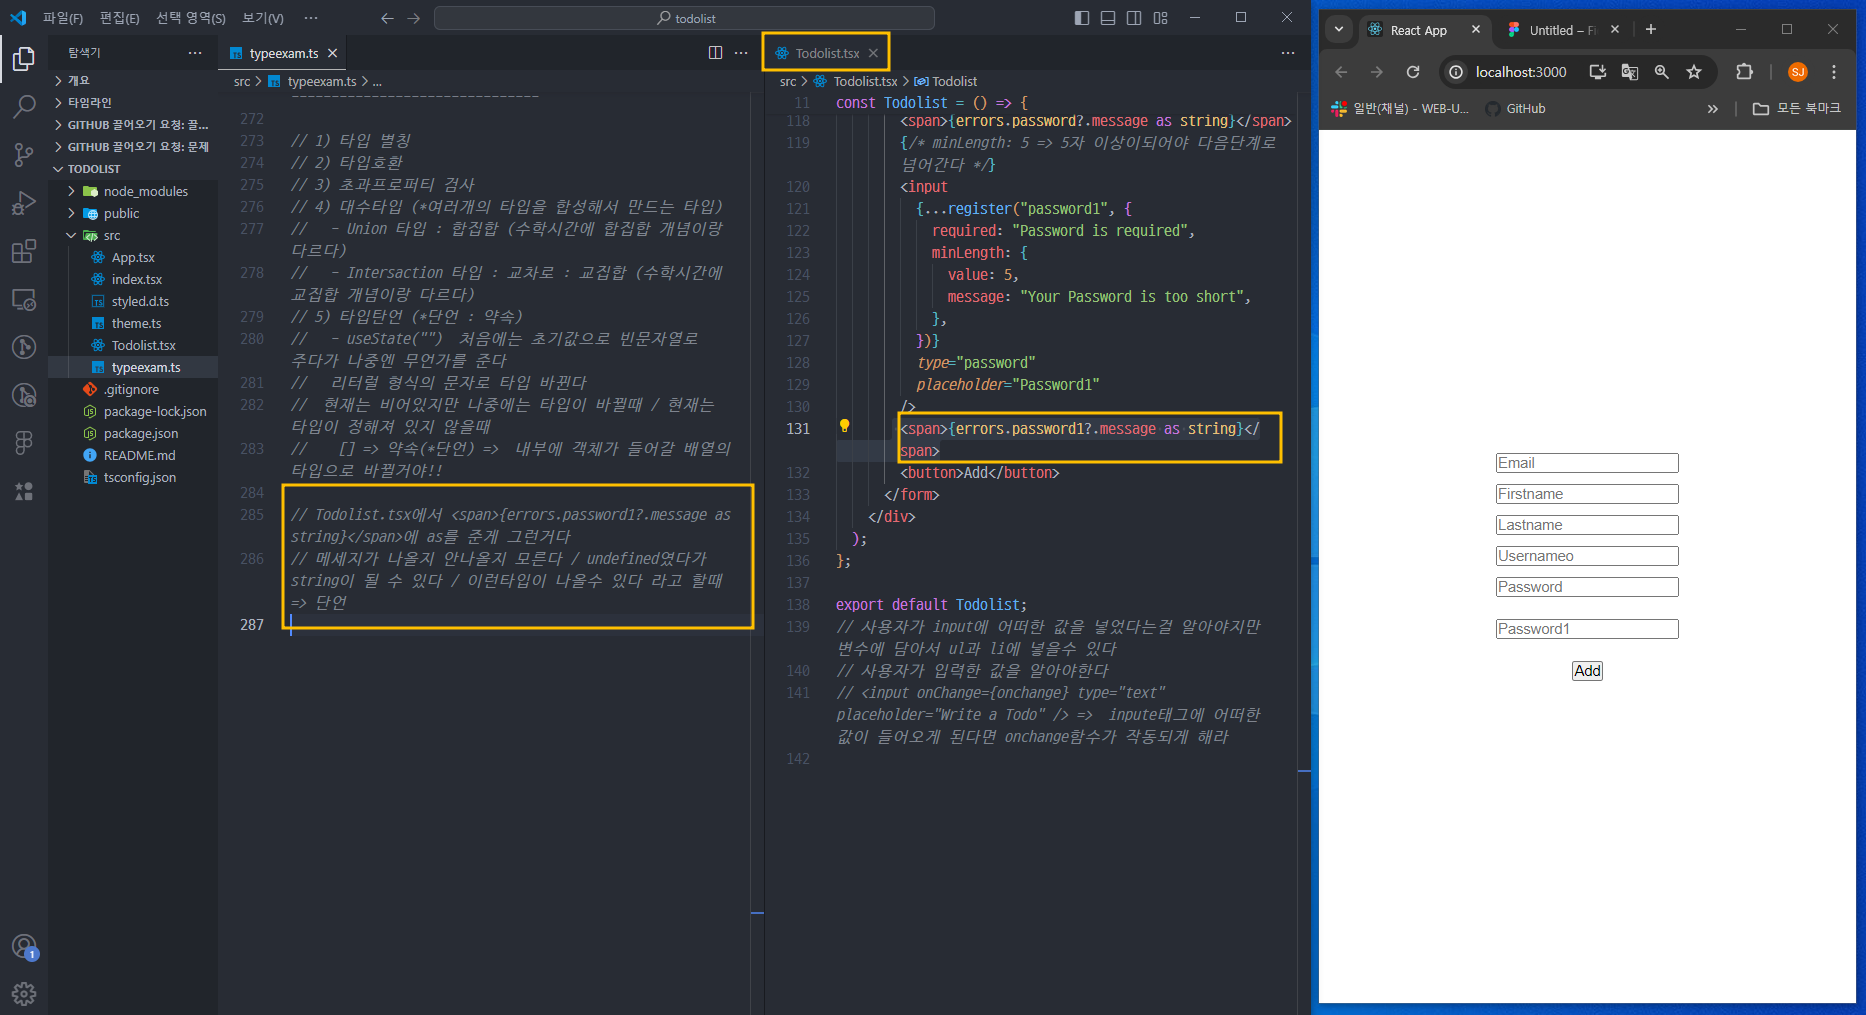 파일(F) 편집(E) 선택 영역(S) 보기(V) ···
todolist
탐색기 ···
개요
타임라인
GITHUB 끌어오기 요청: 끌...
GITHUB 끌어오기 요청: 문제
TODOLIST
node_modules
public
src
App.tsx
index.tsx
styled.d.ts
theme.ts
Todolist.tsx
typeexam.ts
.gitignore
package-lock.json
package.json
README.md
tsconfig.json
1
typeexam.ts
src > typeexam.ts > ...
272
273 // 1) 타입 별칭
274 // 2) 타입호환
275 // 3) 초과프로퍼티 검사
276 // 4) 대수타입 (*여러개의 타입을 합성해서 만드는 타입)
277 //   - Union 타입 : 합집합 (수학시간에 합집합 개념이랑
다르다)
278 //   - Intersaction 타입 : 교차로 : 교집합 (수학시간에
교집합 개념이랑 다르다)
279 // 5) 타입단언 (*단언 : 약속)
280 //   - useState("")  처음에는 초기값으로 빈문자열로
주다가 나중엔 무언가를 준다
281 //   리터럴 형식의 문자로 타입 바뀐다
282 //  현재는 비어있지만 나중에는 타입이 바뀔때 / 현재는
타입이 정해져 있지 않을때
283 //   [] => 약속(*단언) =>  내부에 객체가 들어갈 배열의
타입으로 바뀔거야!!
284
285 // Todolist.tsx에서 <span>{errors.password1?.message as
string}</span>에 as를 준게 그런거다
286 // 메세지가 나올지 안나올지 모른다 / undefined였다가
string이 될 수 있다 / 이런타입이 나올수 있다 라고 할때
=> 단언
287
Todolist.tsx
src > Todolist.tsx > Todolist
11 const Todolist = () => {
118 <span>{errors.password?.message as string}</span>
119 {/* minLength: 5 => 5자 이상이되어야 다음단계로
넘어간다 */}
120 <input
121 {...register("password1", {
122 required: "Password is required",
123 minLength: {
124 value: 5,
125 message: "Your Password is too short",
126 },
127 })}
128 type="password"
129 placeholder="Password1"
130 />
131 <span>{errors.password1?.message as string}</
span>
132 <button>Add</button>
133 </form>
134 </div>
135 );
136 };
137
138 export default Todolist;
139 // 사용자가 input에 어떠한 값을 넣었다는걸 알아야지만
변수에 담아서 ul과 li에 넣을수 있다
140 // 사용자가 입력한 값을 알아야한다
141 // <input onChange={onchange} type="text"
placeholder="Write a Todo" /> =>  inpute태그에 어떠한
값이 들어오게 된다면 onchange함수가 작동되게 해라
142
React App
Untitled – Fi
localhost:3000
SJ
일반(채널) - WEB-U...
GitHub
»
모든 북마크
Email
Firstname
Lastname
Usernameo
Password
Password1
Add